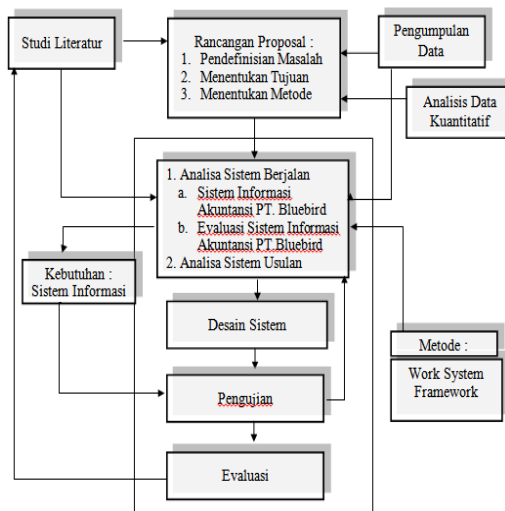 Studi Literatur
Rancangan Proposal :
1. Pendefinisian Masalah
2. Menentukan Tujuan
3. Menentukan Metode
Pengumpulan
Data
Analisis Data
Kuantitatif
1. Analisa Sistem Berjalan
a. Sistem Informasi
Akuntansi PT. Bluebird
b. Evaluasi Sistem Informasi
Akuntansi PT.Bluebird
2. Analisa Sistem Usulan
Kebutuhan :
Sistem Informasi
Desain Sistem
Metode :
Work System
Framework
Pengujian
Evaluasi